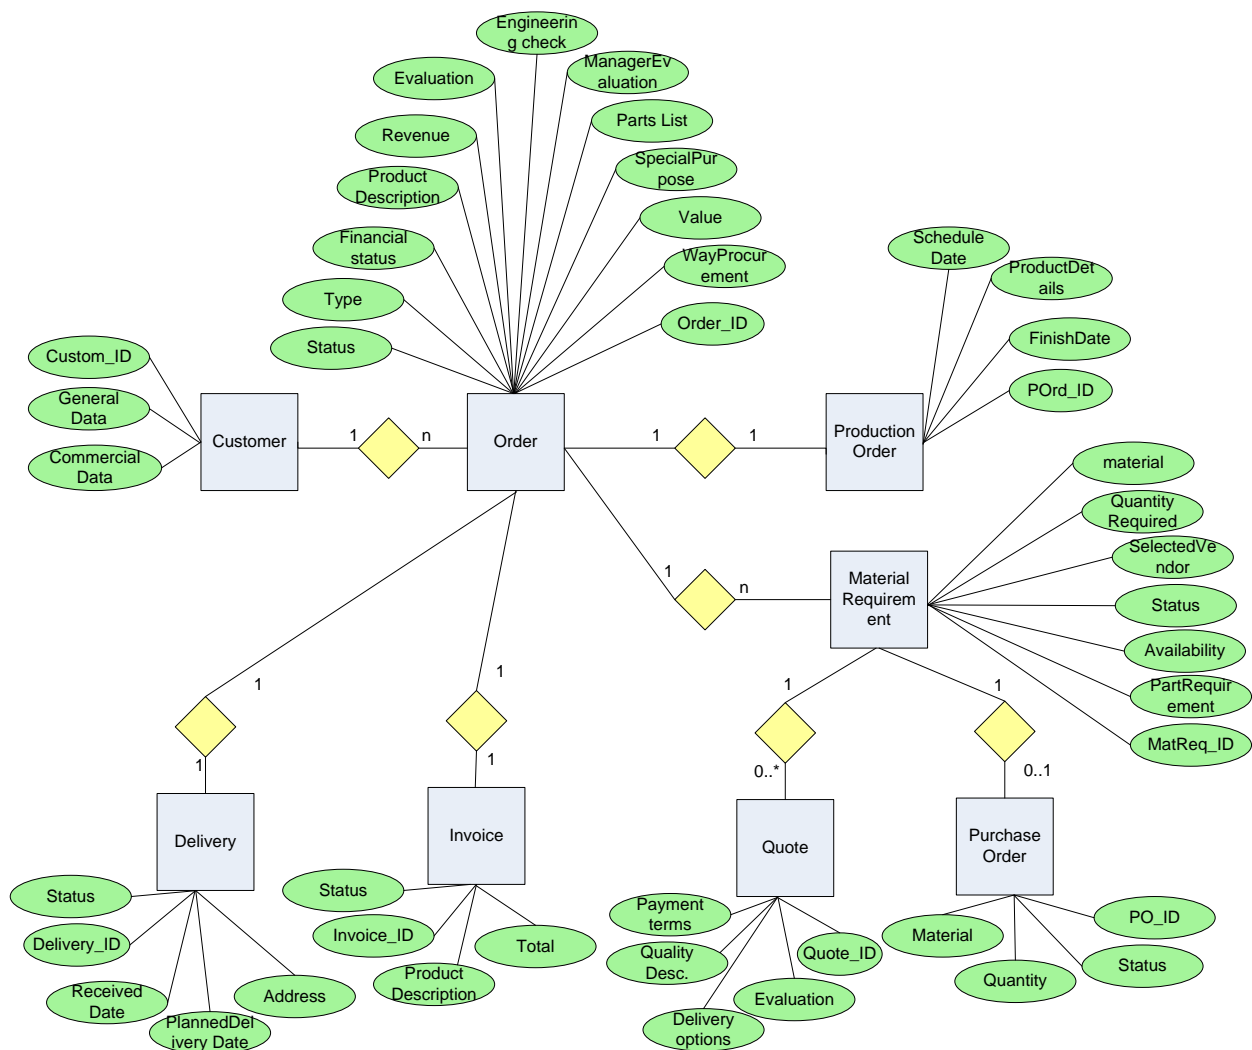 Engineerin
g check
Evaluation
ManagerEv
aluation
Revenue
Parts List
Product
Description
SpecialPur
pose
Financial
status
Value
Type
WayProcur
ement
Status
Order_ID
Schedule
Date
ProductDet
ails
FinishDate
POrd_ID
Custom_ID
General
Data
Commercial
Data
Customer
1
n
Order
1
1
Production
Order
material
Quantity
Required
SelectedVe
ndor
Status
Availability
PartRequir
ement
MatReq_ID
1
n
Material
Requirem
ent
1
1
1
1
1
1
0..*
0..1
Delivery
Invoice
Quote
Purchase
Order
Status
Delivery_ID
Received
Date
PlannedDel
ivery Date
Address
Status
Invoice_ID
Product
Description
Total
Payment
terms
Quality
Desc.
Delivery
options
Evaluation
Quote_ID
Material
Quantity
Status
PO_ID